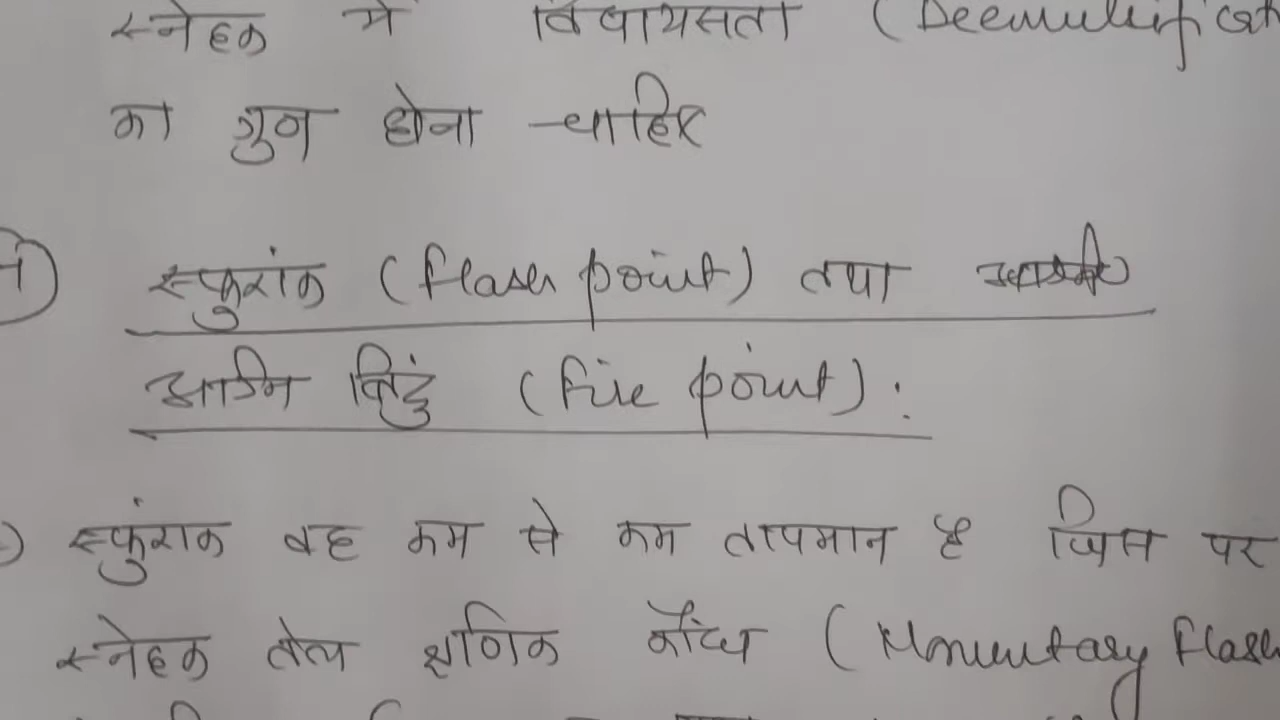 स्नेहक में विपायसता (Deemulsificat
का गुन होना चाहिए
स्फुरांक (flash point) तथा
अग्नि बिंदु (fire point) :
स्फुंराक वह कम से कम तापमान है जिस पर
स्नेहक तेल क्षणिक कौंध (Momentary flash